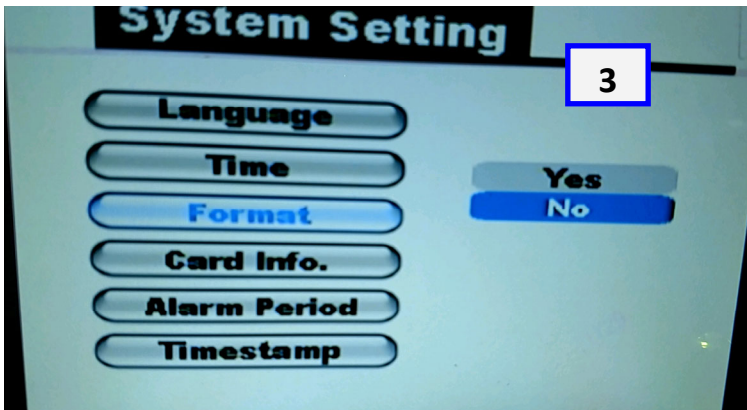 System Setting
3
Language
Time
Yes
Format
No
Card Info.
Alarm Period
Timestamp